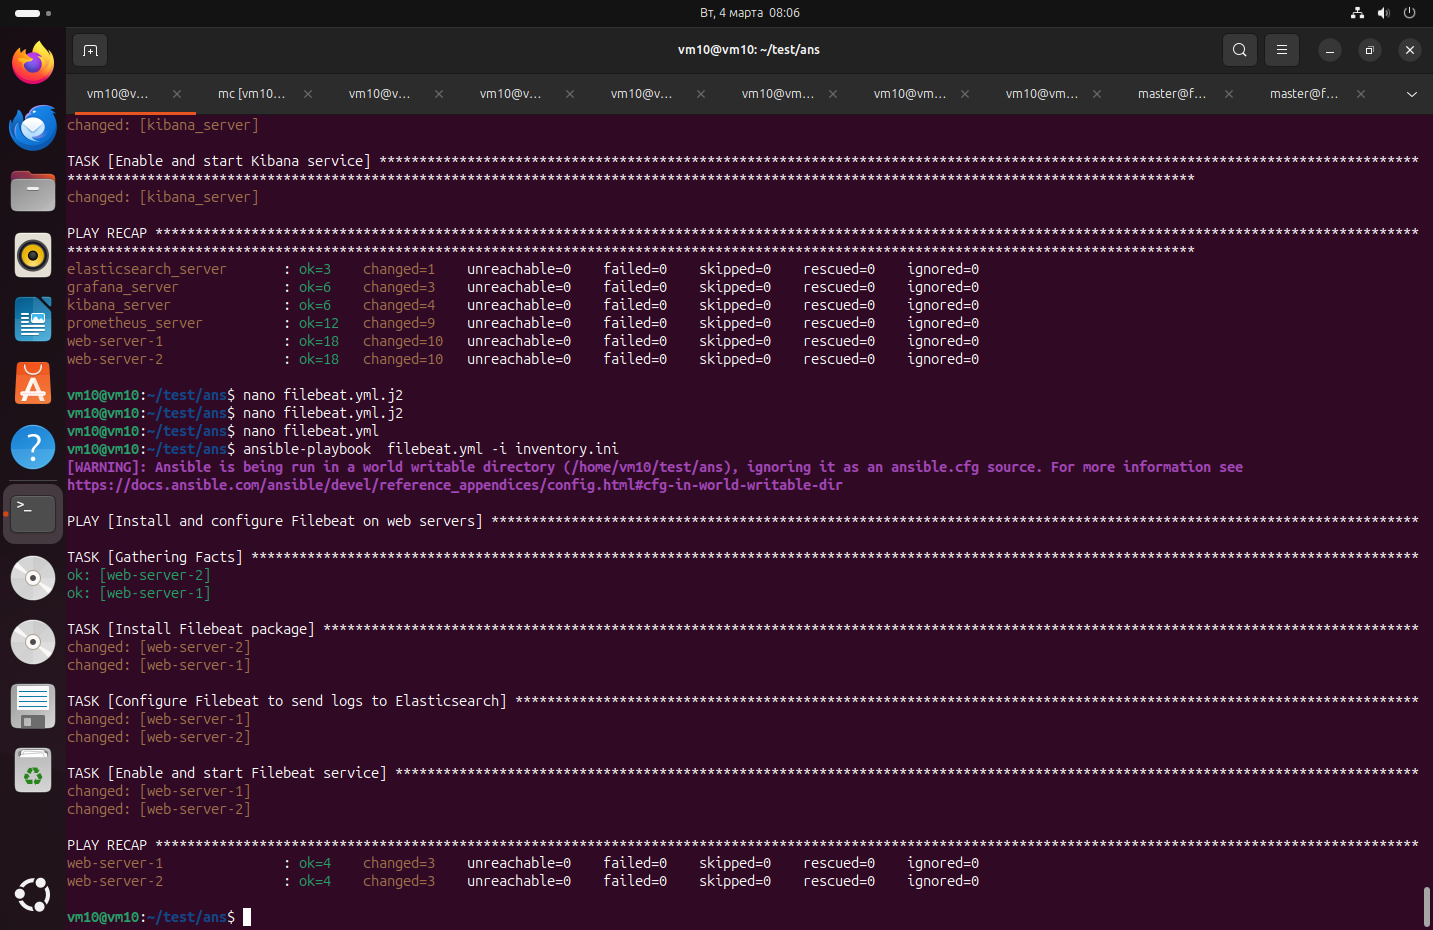 Вт, 4 марта 08:06
vm10@vm10: ~/test/ans
vm10@v... mc [vm10... vm10@v... vm10@v... vm10@v... vm10@vm... vm10@vm... vm10@vm... master@f... master@f...
changed: [kibana_server]
TASK [Enable and start Kibana service] ****************************************************************************************************************************
*********************************************************************************************************************************************
changed: [kibana_server]
PLAY RECAP **************************************************************************************************************************************************************
*********************************************************************************************************************************************
elasticsearch_server : ok=3 changed=1 unreachable=0 failed=0 skipped=0 rescued=0 ignored=0
grafana_server : ok=6 changed=3 unreachable=0 failed=0 skipped=0 rescued=0 ignored=0
kibana_server : ok=6 changed=4 unreachable=0 failed=0 skipped=0 rescued=0 ignored=0
prometheus_server : ok=12 changed=9 unreachable=0 failed=0 skipped=0 rescued=0 ignored=0
web-server-1 : ok=18 changed=10 unreachable=0 failed=0 skipped=0 rescued=0 ignored=0
web-server-2 : ok=18 changed=10 unreachable=0 failed=0 skipped=0 rescued=0 ignored=0
vm10@vm10:~/test/ans$ nano filebeat.yml.j2
vm10@vm10:~/test/ans$ nano filebeat.yml.j2
vm10@vm10:~/test/ans$ nano filebeat.yml
vm10@vm10:~/test/ans$ ansible-playbook  filebeat.yml -i inventory.ini
[WARNING]: Ansible is being run in a world writable directory (/home/vm10/test/ans), ignoring it as an ansible.cfg source. For more information see
https://docs.ansible.com/ansible/devel/reference_appendices/config.html#cfg-in-world-writable-dir
PLAY [Install and configure Filebeat on web servers] ********************************************************************************************************************
TASK [Gathering Facts] **************************************************************************************************************************************************
ok: [web-server-2]
ok: [web-server-1]
TASK [Install Filebeat package] *****************************************************************************************************************************************
changed: [web-server-2]
changed: [web-server-1]
TASK [Configure Filebeat to send logs to Elasticsearch] *****************************************************************************************************************
changed: [web-server-1]
changed: [web-server-2]
TASK [Enable and start Filebeat service] ********************************************************************************************************************************
changed: [web-server-1]
changed: [web-server-2]
PLAY RECAP **************************************************************************************************************************************************************
web-server-1 : ok=4 changed=3 unreachable=0 failed=0 skipped=0 rescued=0 ignored=0
web-server-2 : ok=4 changed=3 unreachable=0 failed=0 skipped=0 rescued=0 ignored=0
vm10@vm10:~/test/ans$